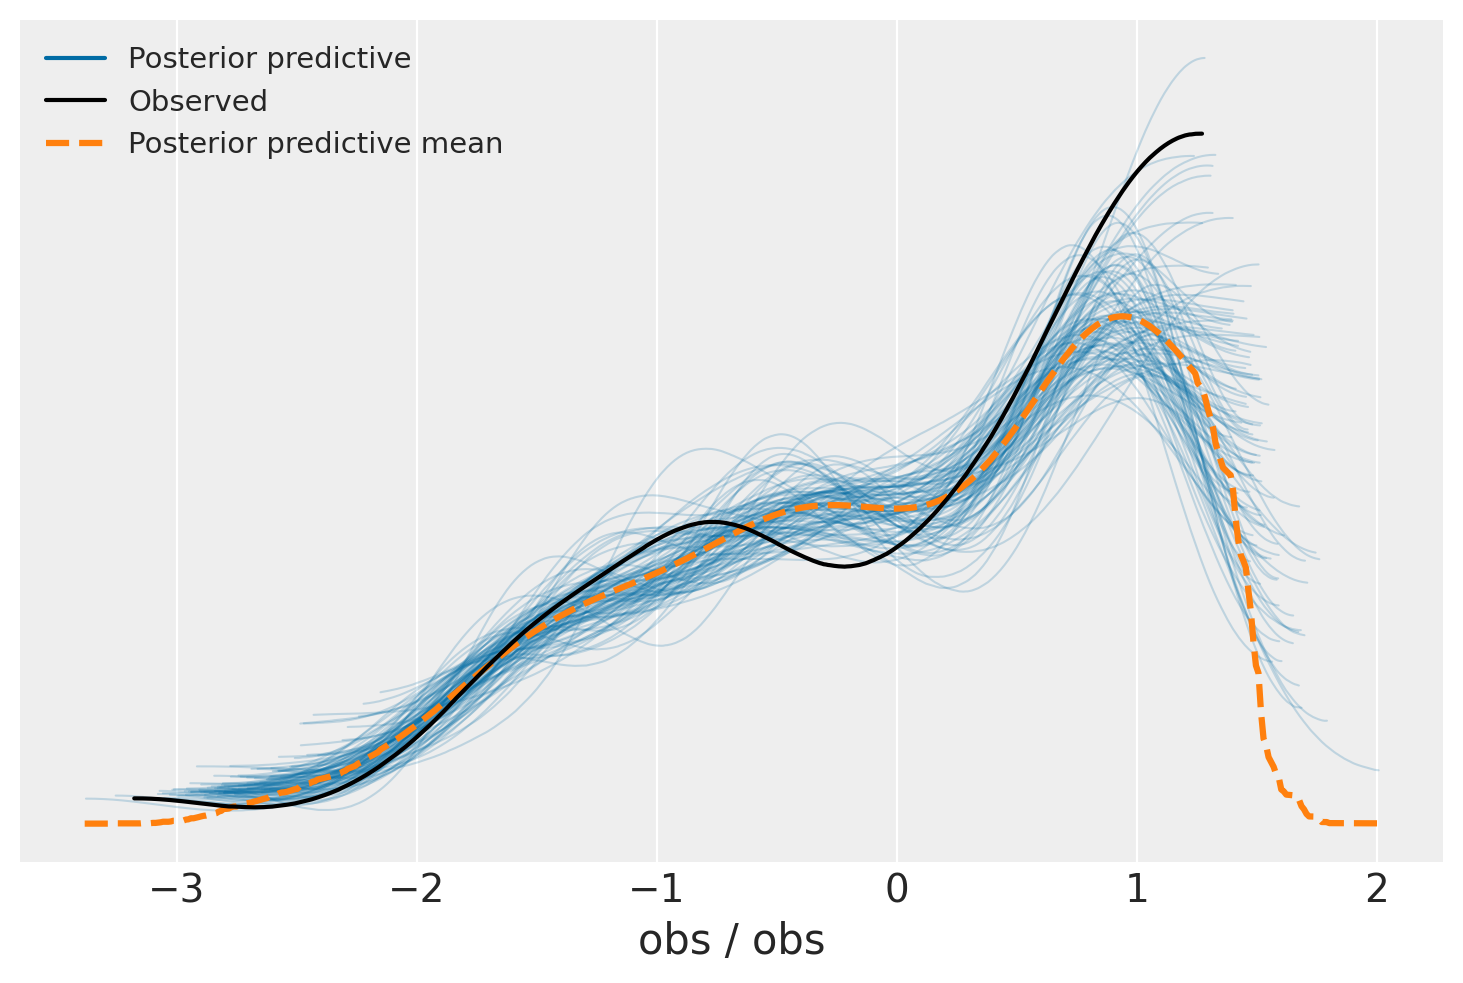 Posterior predictive
Observed
Posterior predictive mean
−3 −2 −1 0 1 2
obs / obs